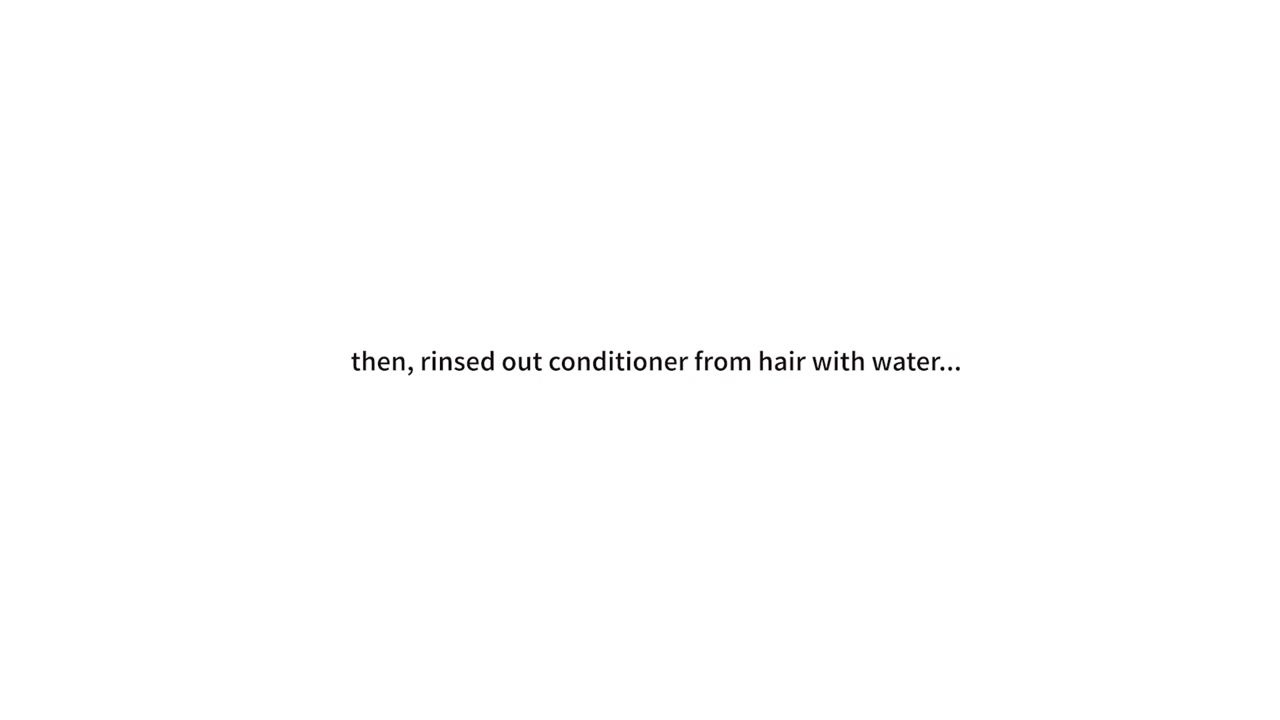 then, rinsed out conditioner from hair with water...